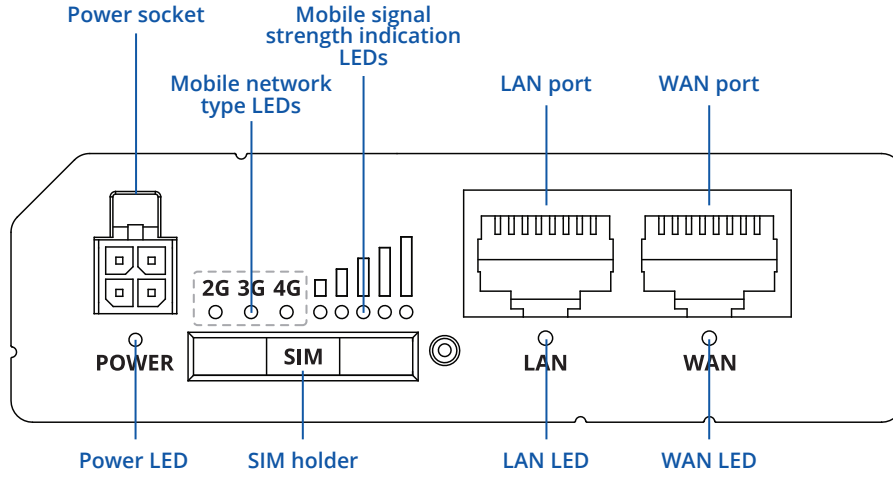 Power socket
Mobile signal
strength indication
LEDs
Mobile network
type LEDs
LAN port
WAN port
2G 3G 4G
POWER
SIM
LAN
WAN
Power LED
SIM holder
LAN LED
WAN LED